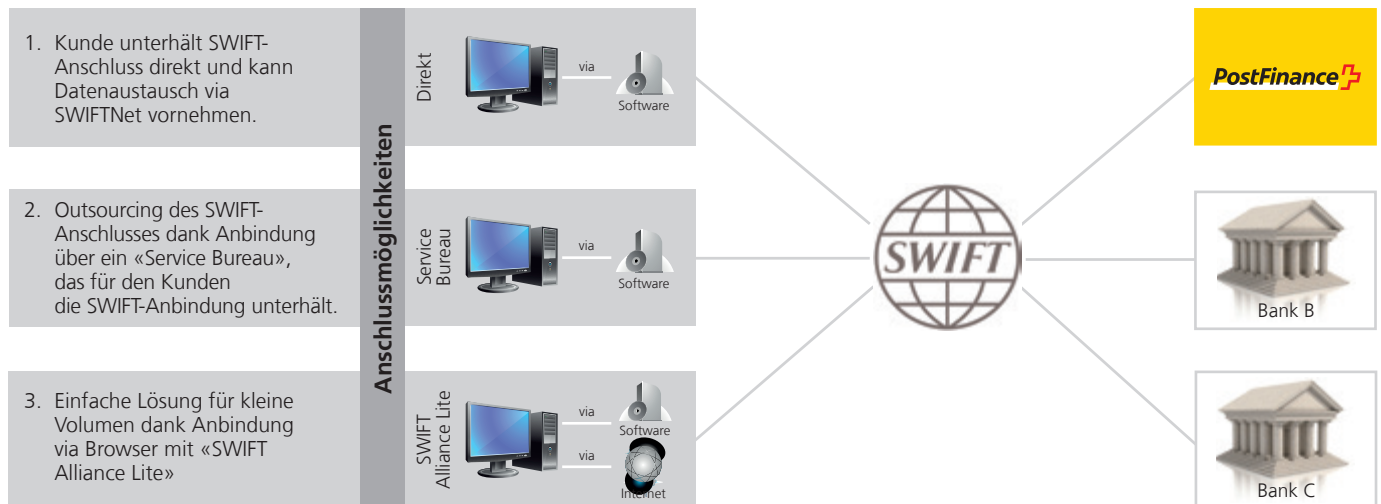 1. Kunde unterhält SWIFT-
Anschluss direkt und kann
Datenaustausch via
SWIFTNet vornehmen.
2. Outsourcing des SWIFT-
Anschlusses dank Anbindung
über ein «Service Bureau»,
das für den Kunden
die SWIFT-Anbindung unterhält.
3. Einfache Lösung für kleine
Volumen dank Anbindung
via Browser mit «SWIFT
Alliance Lite»
Anschlussmöglichkeiten
Direkt
via
Software
Service
Bureau
via
Software
SWIFT
Alliance Lite
via
Software
via
Internet
SWIFT
PostFinance
Bank B
Bank C